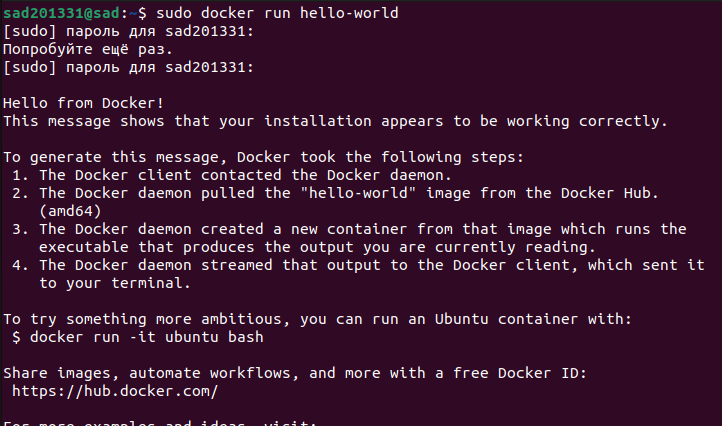 sad201331@sad:~$ sudo docker run hello-world
[sudo] пароль для sad201331:
Попробуйте ещё раз.
[sudo] пароль для sad201331:
Hello from Docker!
This message shows that your installation appears to be working correctly.
To generate this message, Docker took the following steps:
1. The Docker client contacted the Docker daemon.
2. The Docker daemon pulled the "hello-world" image from the Docker Hub.
(amd64)
3. The Docker daemon created a new container from that image which runs the
executable that produces the output you are currently reading.
4. The Docker daemon streamed that output to the Docker client, which sent it
to your terminal.
To try something more ambitious, you can run an Ubuntu container with:
$ docker run -it ubuntu bash
Share images, automate workflows, and more with a free Docker ID:
https://hub.docker.com/
For more examples and ideas, visit: